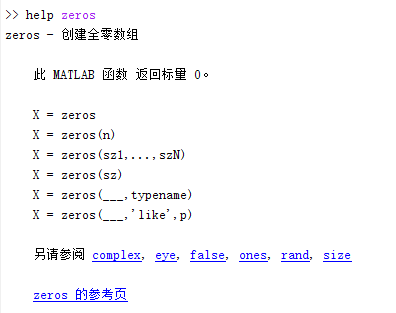 >> help zeros
zeros - 创建全零数组
此 MATLAB 函数 返回标量 0。
X = zeros
X = zeros(n)
X = zeros(sz1,...,szN)
X = zeros(sz)
X = zeros(___,typename)
X = zeros(___,'like',p)
另请参阅 complex, eye, false, ones, rand, size
zeros 的参考页